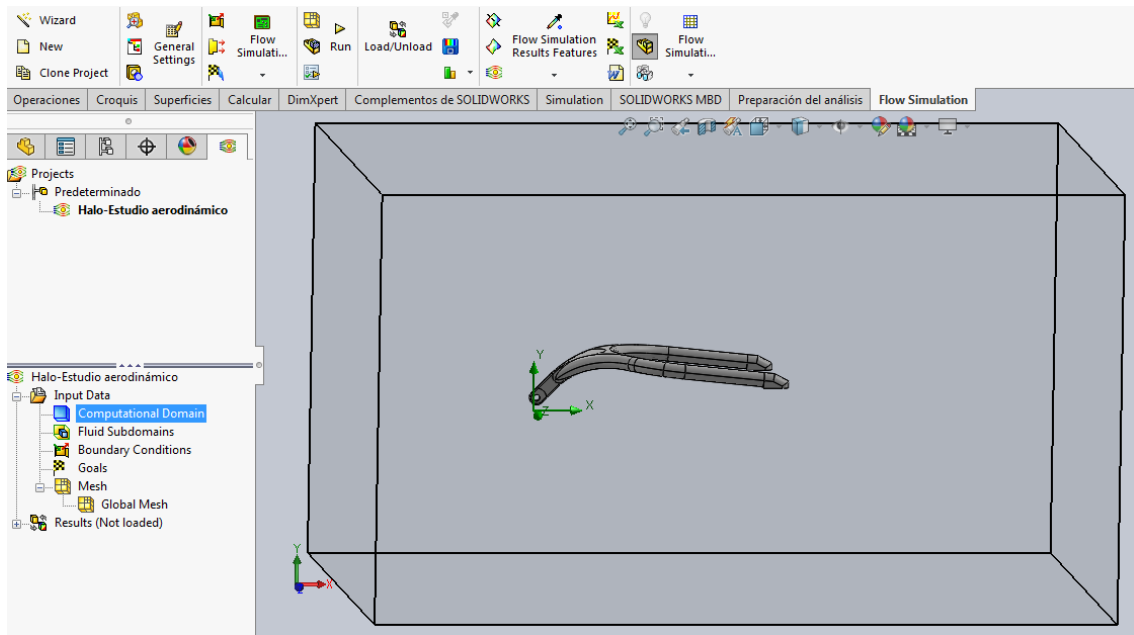 Wizard
New
Clone Project
General Settings
Flow Simulati...
Run
Load/Unload
Flow Simulation Results Features
Flow Simulati...
Operaciones Croquis Superficies Calcular DimXpert Complementos de SOLIDWORKS Simulation SOLIDWORKS MBD Preparación del análisis Flow Simulation
Projects
Predeterminado
Halo-Estudio aerodinámico
Halo-Estudio aerodinámico
Input Data
Computational Domain
Fluid Subdomains
Boundary Conditions
Goals
Mesh
Global Mesh
Results (Not loaded)
Y
Z
X
Y
X
Z